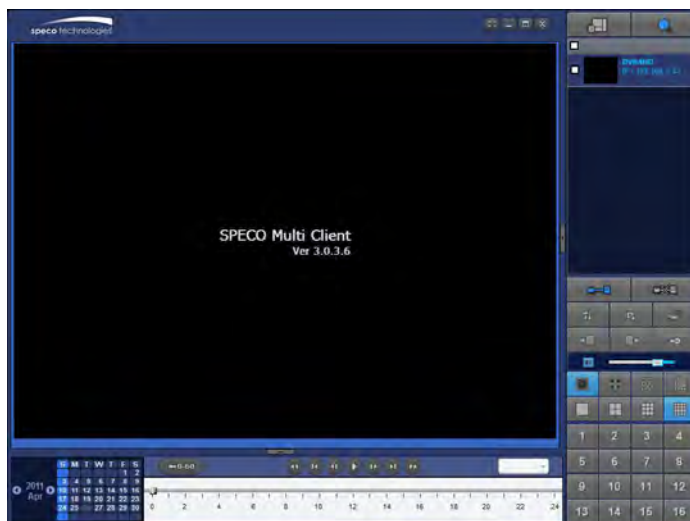 speco technologies
SPECO Multi Client
Ver 3.0.3.6
2011
Apr
S M T W T F S
1 2
3 4 5 6 7 8 9
10 11 12 13 14 15 16
17 18 19 20 21 22 23
24 25 27 28 29 30
0 2 4 6 8 10 12 14 16 18 20 22 24
1 2 3 4
5 6 7 8
9 10 11 12
13 14 15 16